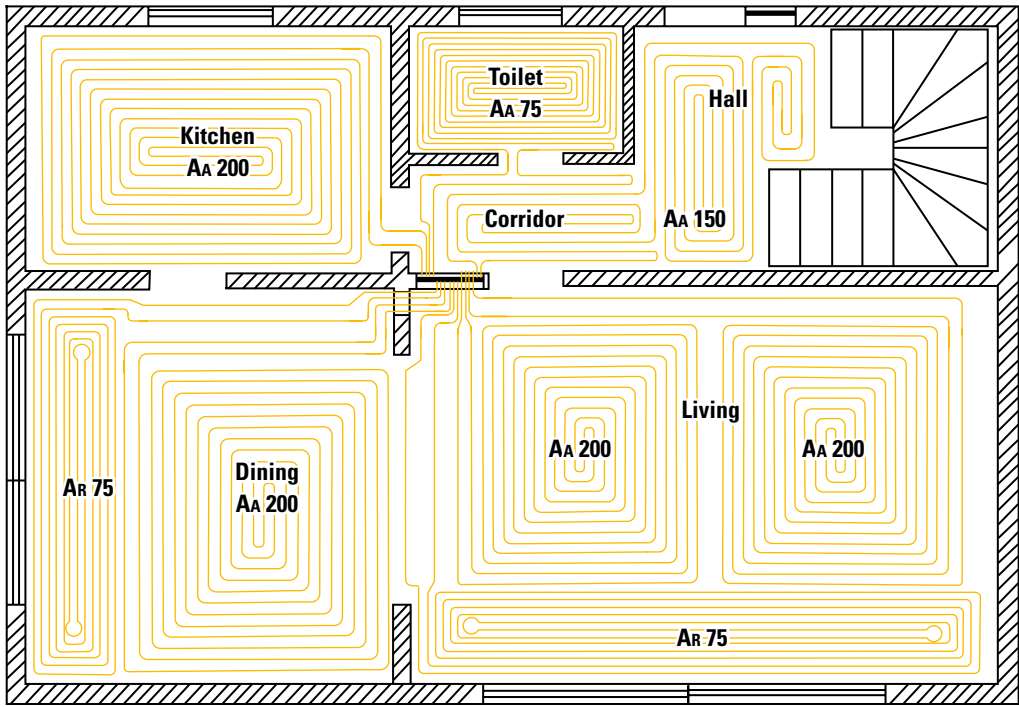 Toilet
AA 75
Hall
Kitchen
AA 200
Corridor
AA 150
Living
AA 200
AA 200
Dining
AA 200
AR 75
AR 75